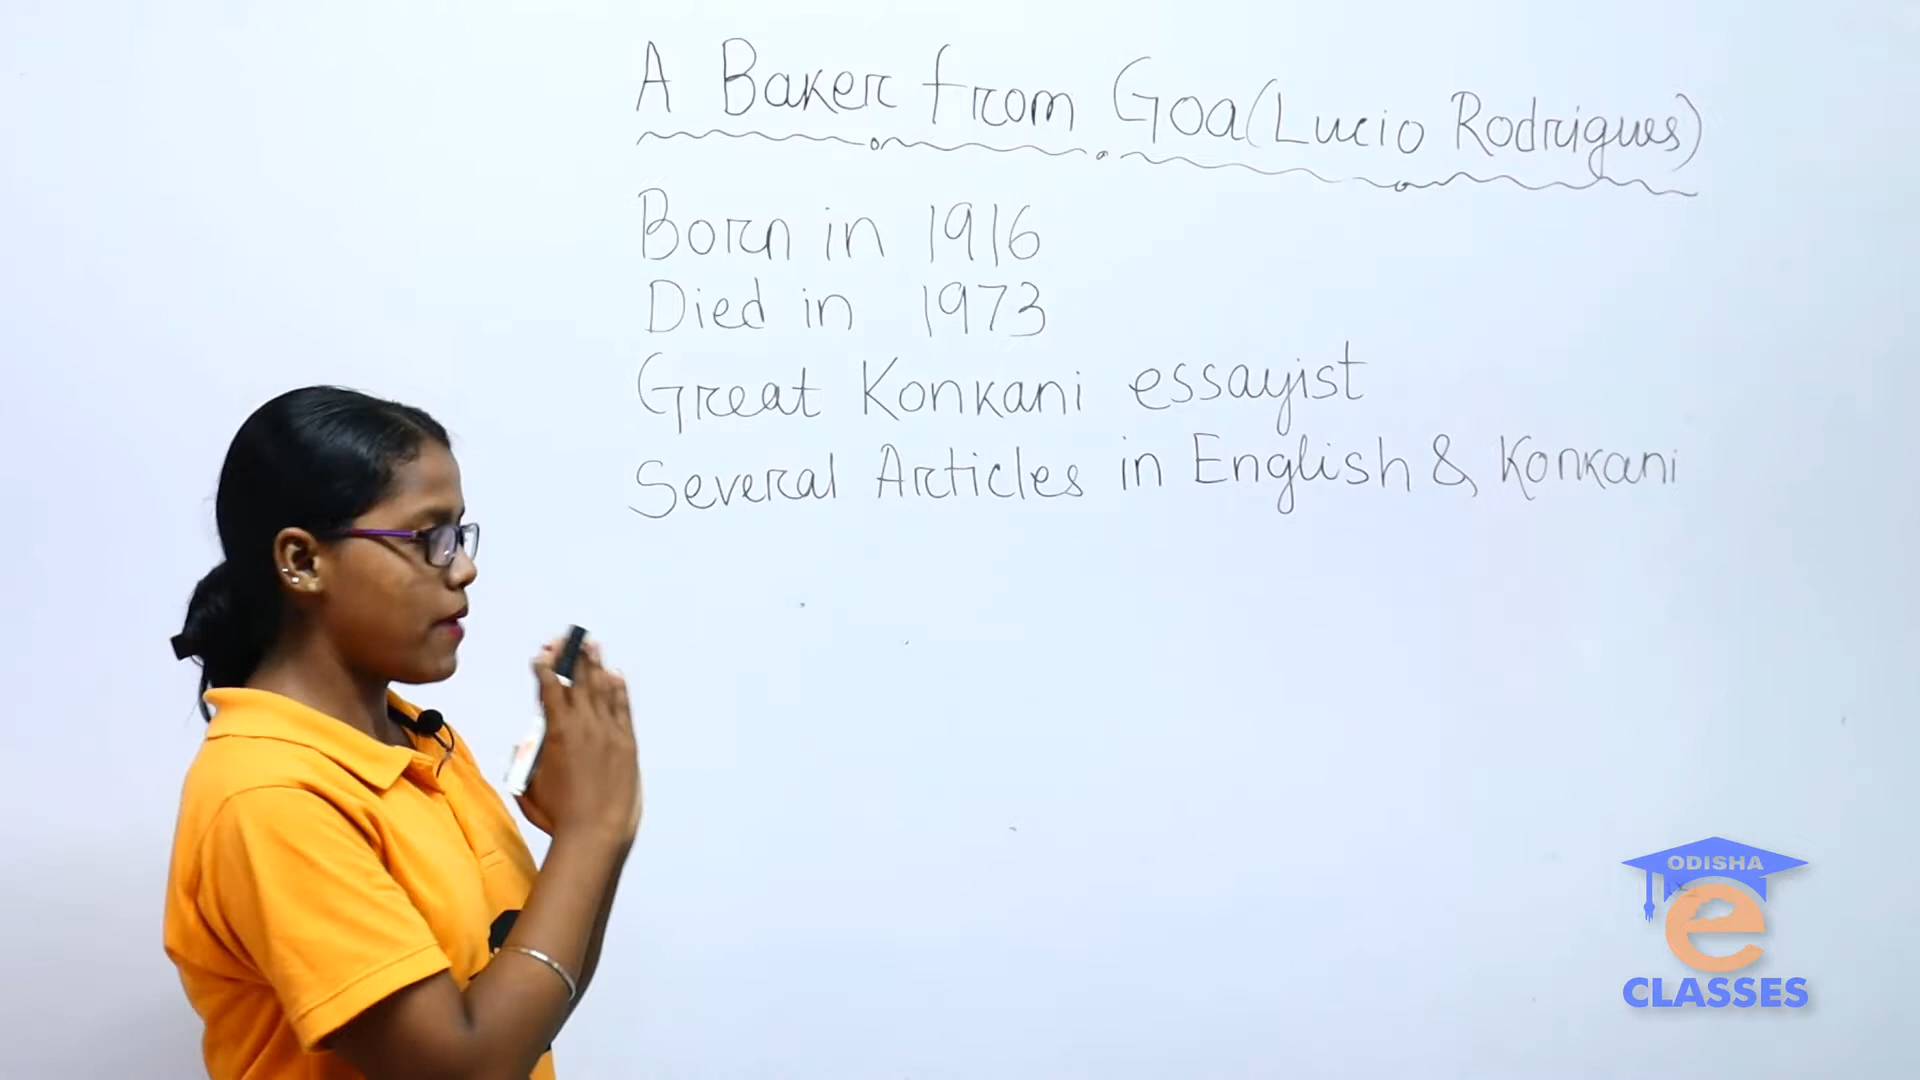 A Baker from Goa (Lucio Rodrigues)
Born in 1916
Died in 1973
Great Konkani essayist
Several Articles in English & Konkani
ODISHA
e
CLASSES